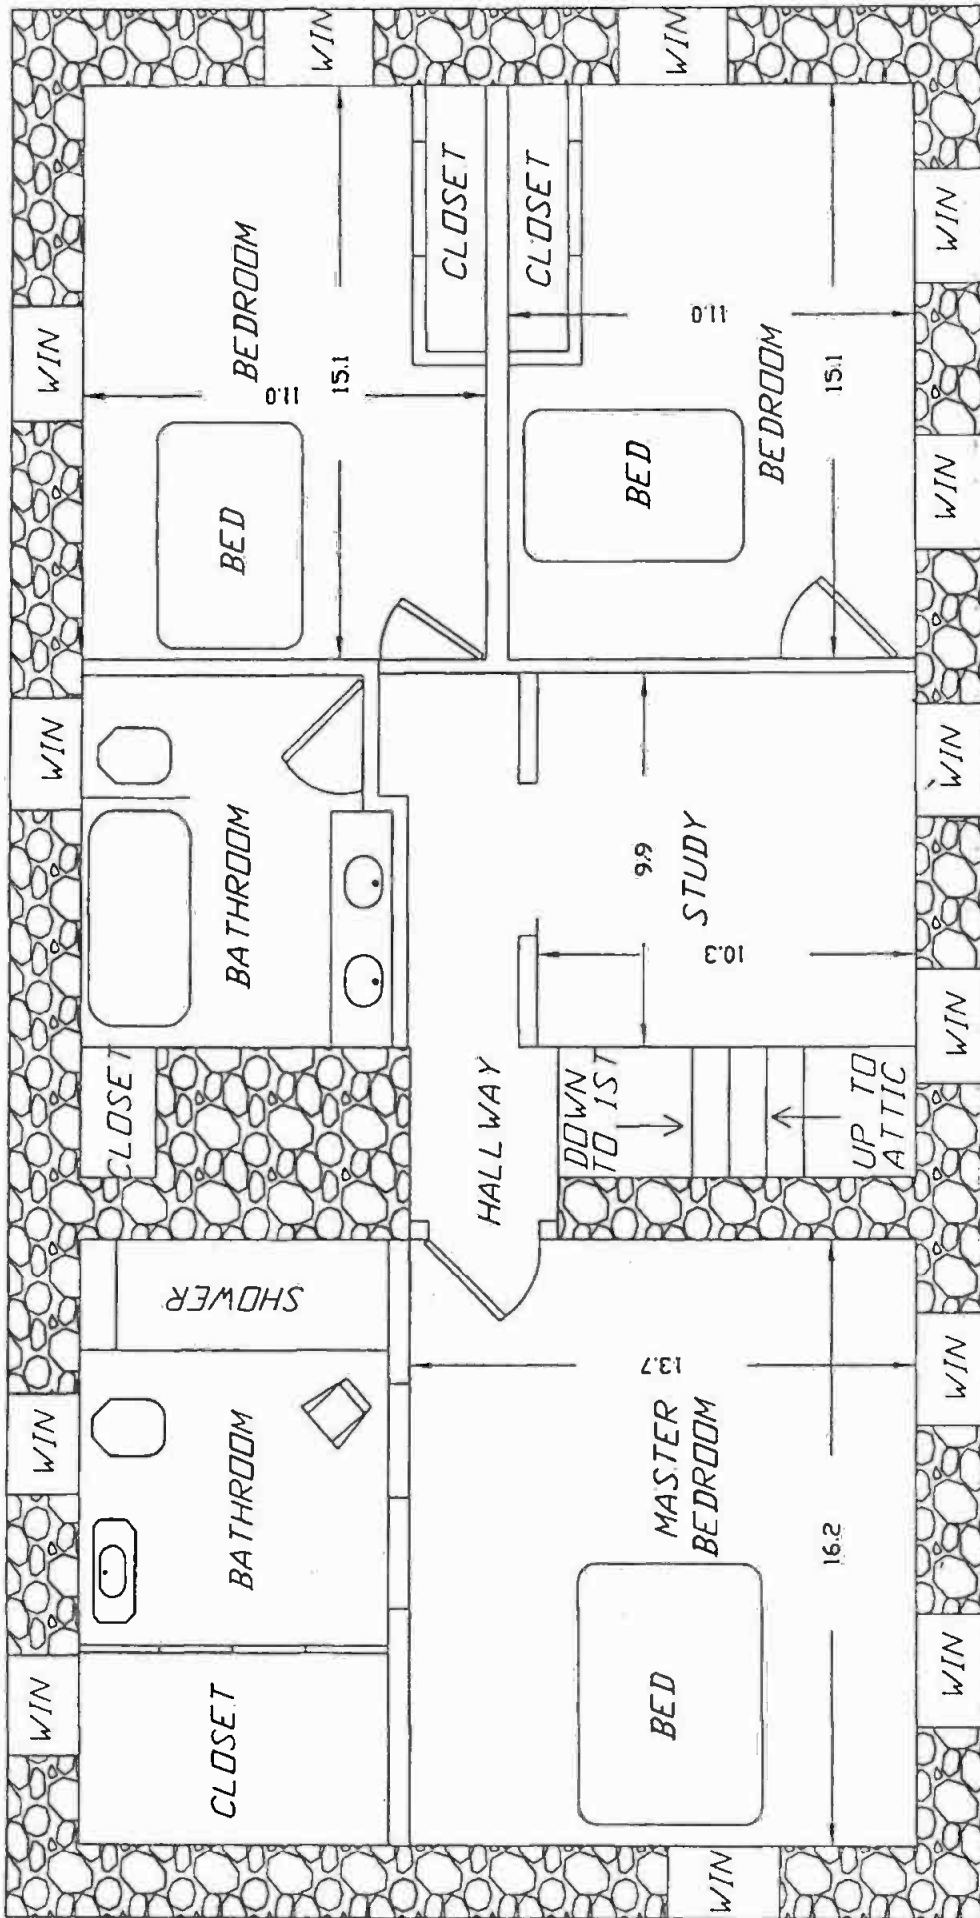 WIN
WIN
WIN
WIN
WIN
CLOSET
BATHROOM
SHOWER
CLOSET
BATHROOM
BEDROOM
BED
11.0
15.1
CLOSET
WIN
HALLWAY
MASTER
BEDROOM
BED
13.7
16.2
DOWN
TO 1ST
UP TO
ATTIC
STUDY
9.9
10.3
CLOSET
BED
BEDROOM
11.0
15.1
WIN
WIN
WIN
WIN
WIN
WIN
WIN
WIN